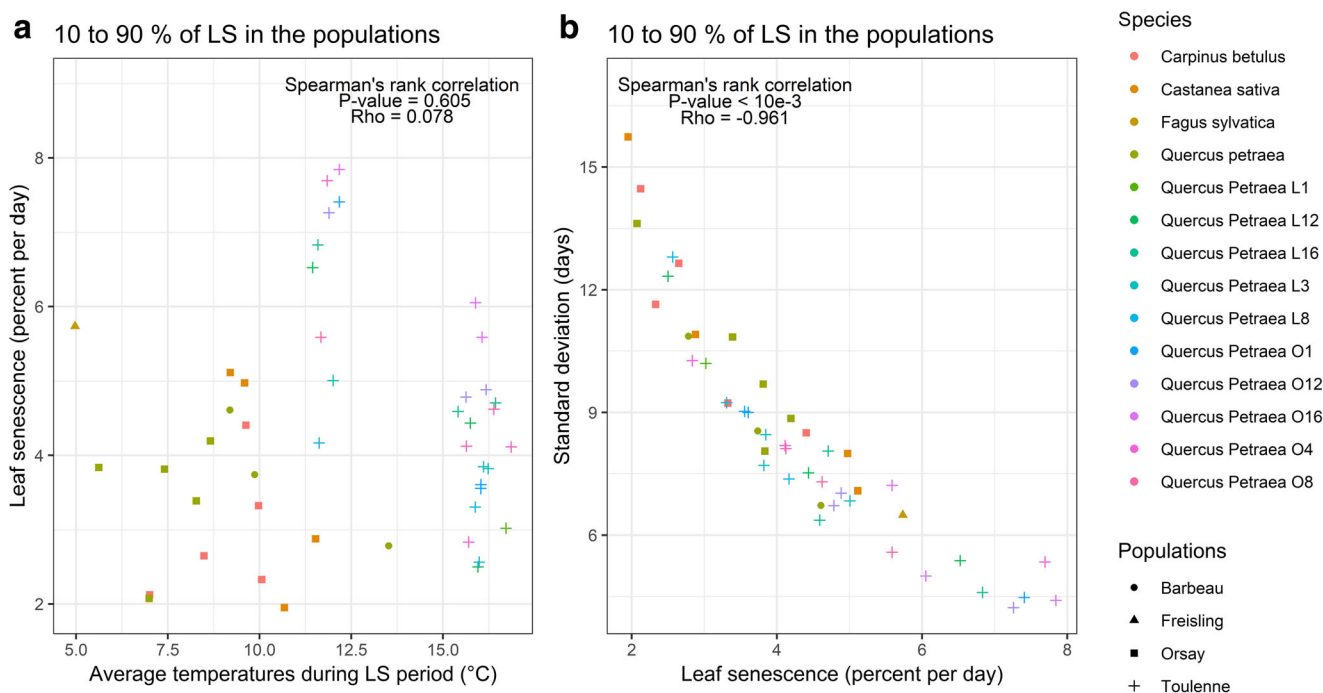 a
10 to 90 % of LS in the populations
Spearman's rank correlation
P-value = 0.605
Rho = 0.078
8
6
4
2
Leaf senescence (percent per day)
5.0
7.5
10.0
12.5
15.0
Average temperatures during LS period (°C)
b
10 to 90 % of LS in the populations
Spearman's rank correlation
P-value < 10e-3
Rho = -0.961
15
12
9
6
Standard deviation (days)
2
4
6
8
Leaf senescence (percent per day)
Species
Carpinus betulus
Castanea sativa
Fagus sylvatica
Quercus petraea
Quercus Petraea L1
Quercus Petraea L12
Quercus Petraea L16
Quercus Petraea L3
Quercus Petraea L8
Quercus Petraea O1
Quercus Petraea O12
Quercus Petraea O16
Quercus Petraea O4
Quercus Petraea O8
Populations
Barbeau
Freisling
Orsay
Toulenne